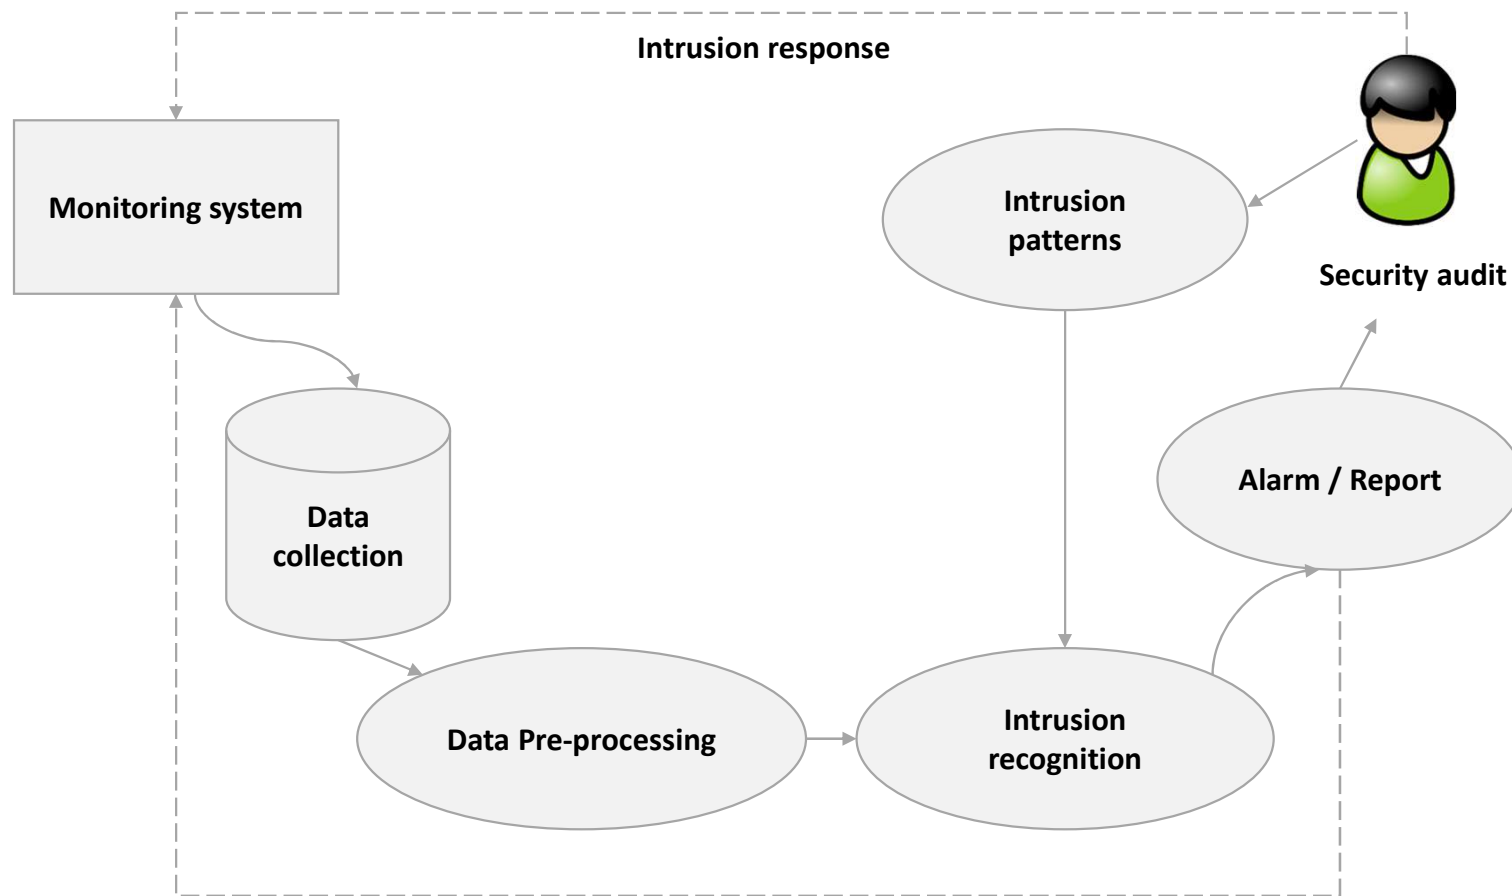 Intrusion response
Monitoring system
Intrusion
patterns
Security audit
Alarm / Report
Data
collection
Data Pre-processing
Intrusion
recognition